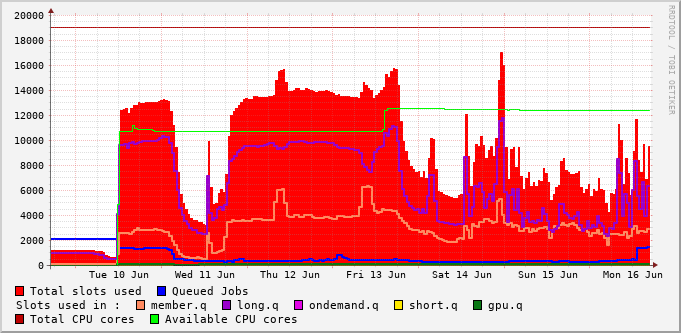 RRDTOOL / TOBI OETIKER
20000
18000
16000
14000
12000
10000
8000
6000
4000
2000
0
Tue 10 Jun Wed 11 Jun Thu 12 Jun Fri 13 Jun Sat 14 Jun Sun 15 Jun Mon 16 Jun
Total slots used Queued Jobs
Slots used in : member.q long.q ondemand.q short.q gpu.q
Total CPU cores Available CPU cores